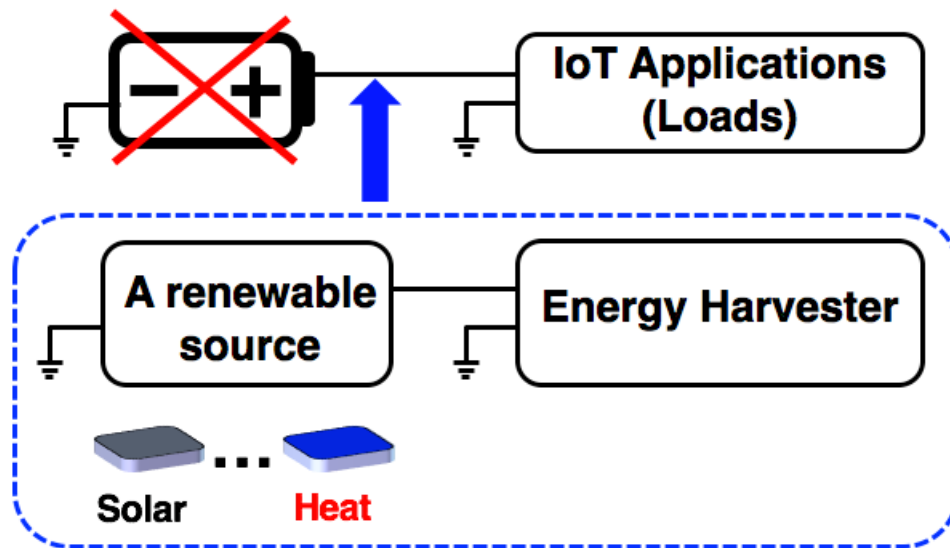 − +
IoT Applications
(Loads)
A renewable
source
Energy Harvester
...
Solar
Heat